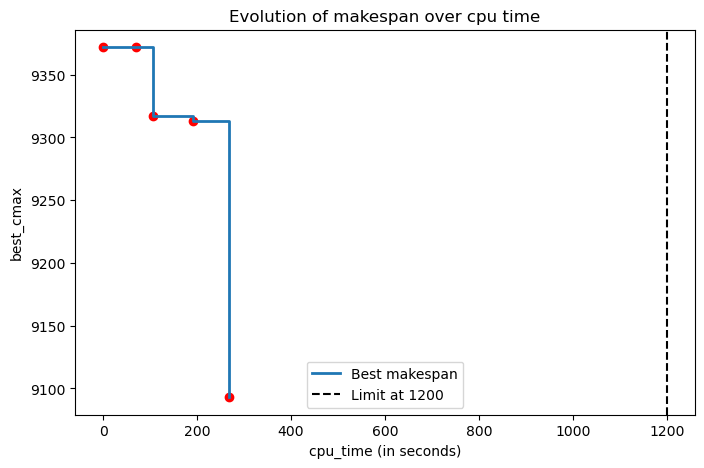 Evolution of makespan over cpu time
best_cmax
9350
9300
9250
9200
9150
9100
Best makespan
Limit at 1200
0 200 400 600 800 1000 1200
cpu_time (in seconds)